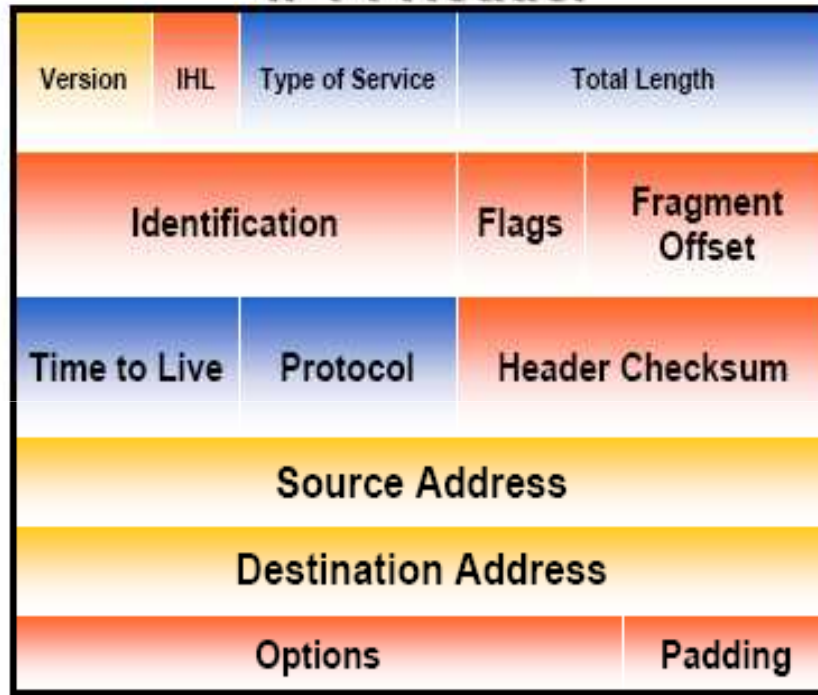 Version IHL Type of Service Total Length
Identification Flags Fragment Offset
Time to Live Protocol Header Checksum
Source Address
Destination Address
Options Padding